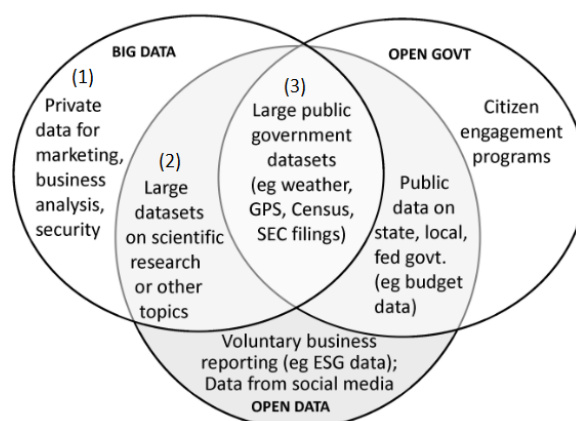 BIG DATA
(1)
Private
data for
marketing,
business
analysis,
security
(2)
Large
datasets
on scientific
research
or other
topics
(3)
Large public
government
datasets
(eg weather,
GPS, Census,
SEC filings)
OPEN GOVT
Citizen
engagement
programs
Public
data on
state, local,
fed govt.
(eg budget
data)
Voluntary business
reporting (eg ESG data);
Data from social media
OPEN DATA